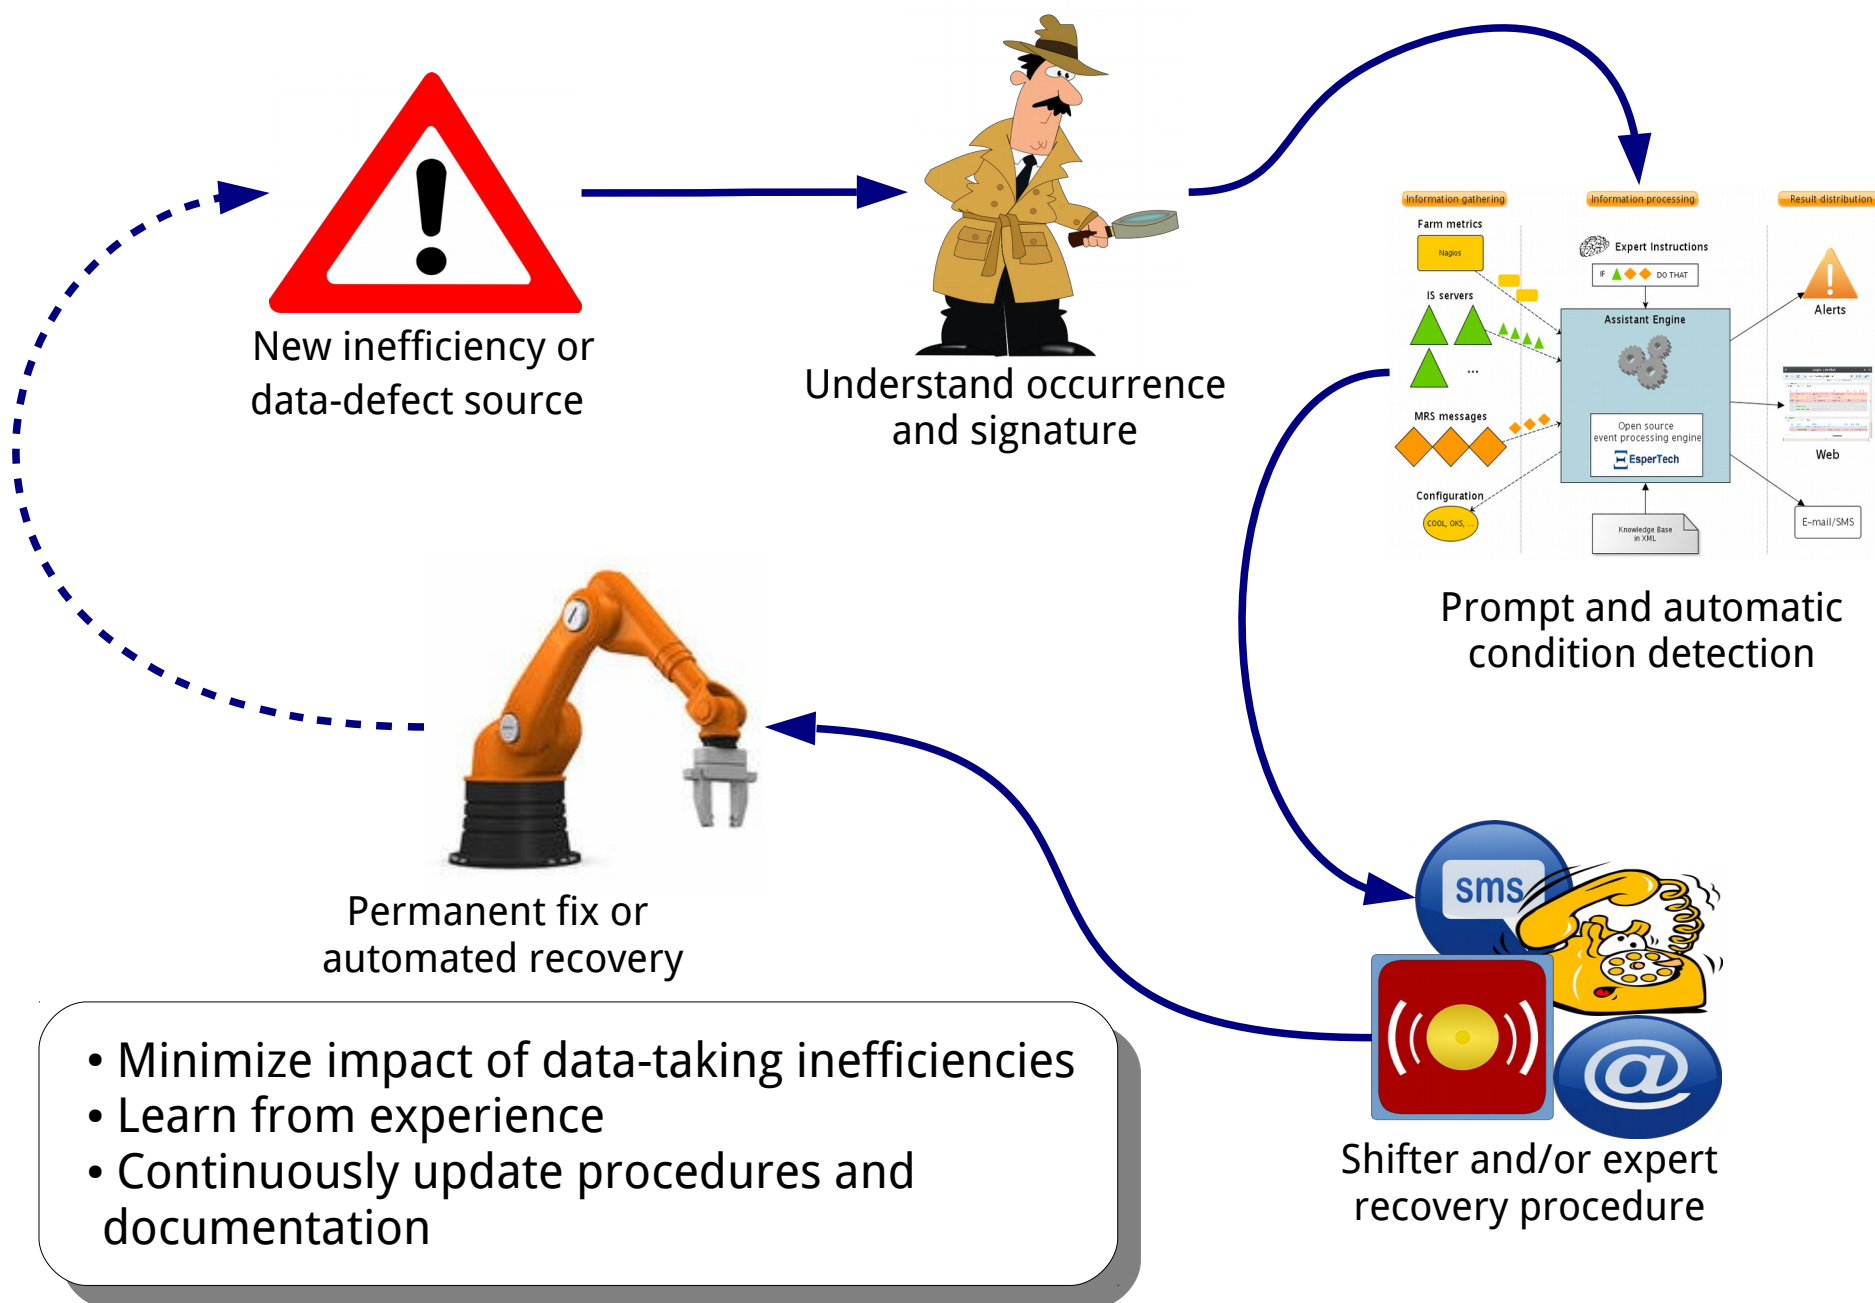 New inefficiency or
data-defect source
Understand occurrence
and signature
Information gathering
Information processing
Result distribution
Farm metrics
Nagios
IS servers
...
MRS messages
Configuration
COOL, OKS, ...
Expert Instructions
IF DO THAT
Assistant Engine
Open source
event processing engine
EsperTech
Knowledge Base
in XML
Alerts
Web
E-mail/SMS
Prompt and automatic
condition detection
sms
@
Shifter and/or expert
recovery procedure
Permanent fix or
automated recovery
• Minimize impact of data-taking inefficiencies
• Learn from experience
• Continuously update procedures and
documentation